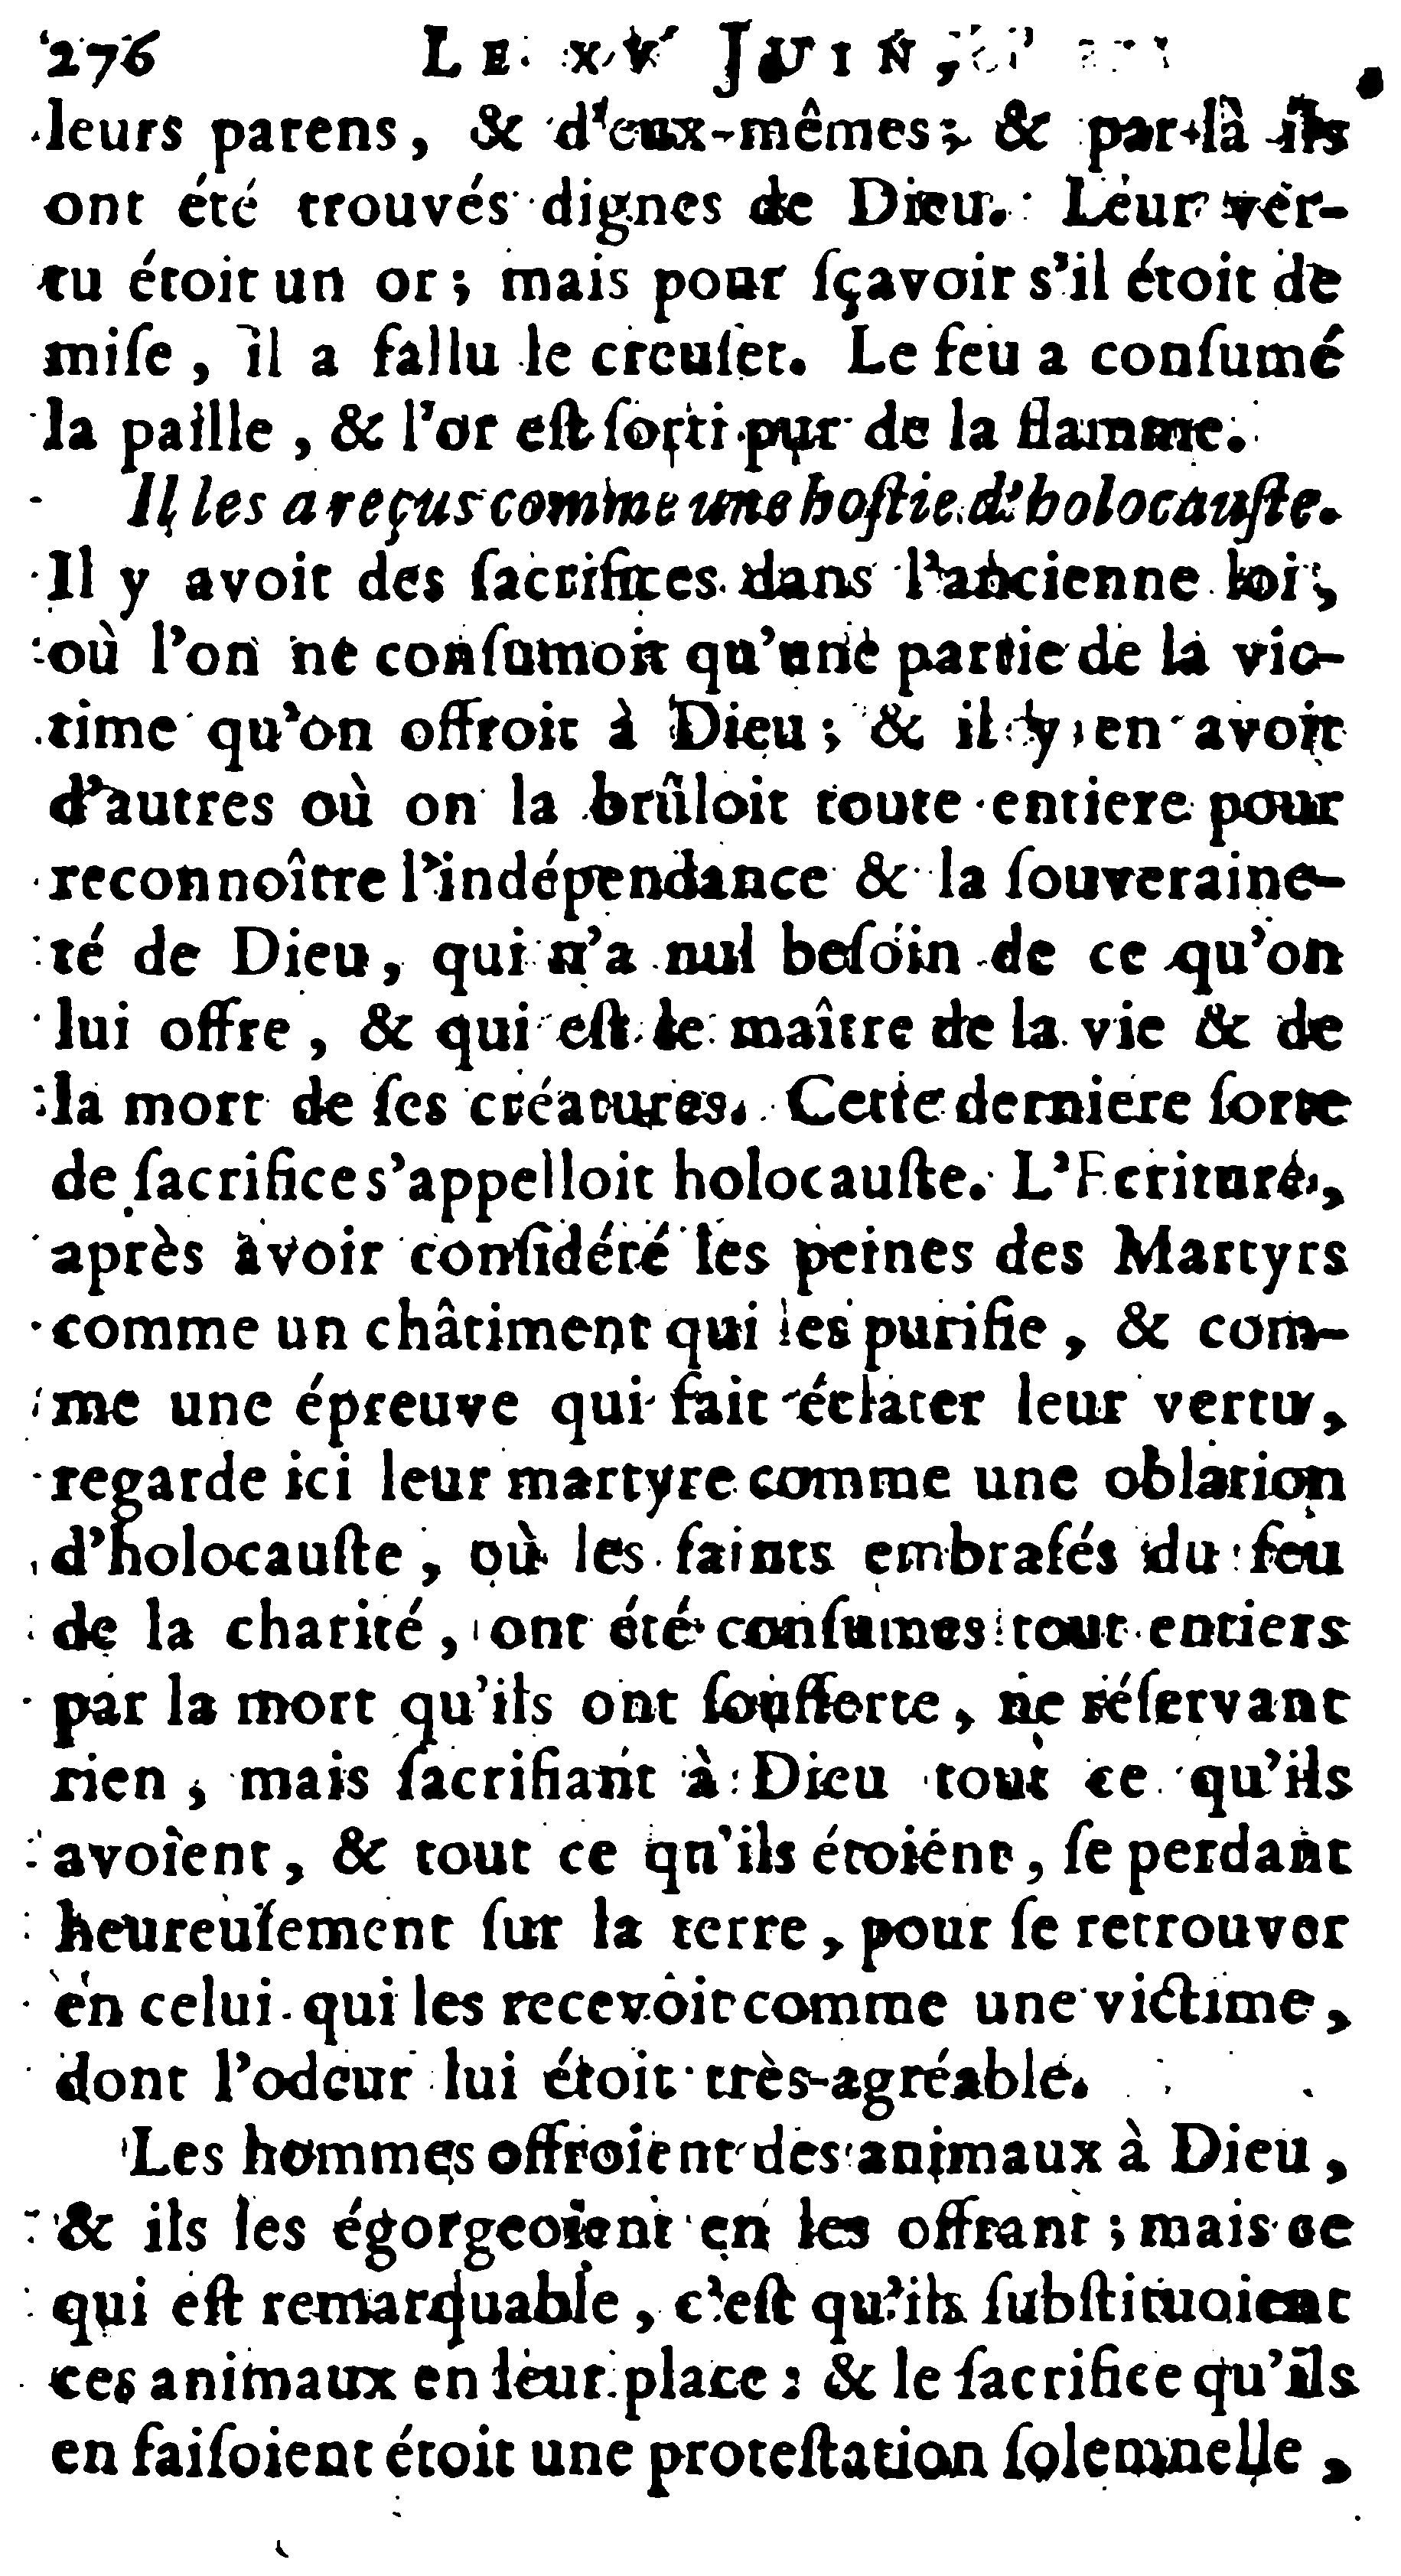 276 LE XV JUIN,
leurs parens, & d'eux-mêmes; & par-là ils
ont été trouvés dignes de Dieu. Leur ver-
tu étoit un or; mais pour ſçavoir s'il étoit de
miſe, il a fallu le creuſet. Le feu a conſumé
la paille, & l'or eſt ſorti pur de la flamme.
Il les a reçus comme une hoſtie d'holocauſte.
Il y avoit des ſacrifices dans l'ancienne loi,
où l'on ne conſumoit qu'une partie de la vic-
time qu'on offroit à Dieu; & il y en avoit
d'autres où on la brûloit toute entiere pour
reconnoître l'indépendance & la ſouveraine-
té de Dieu, qui n'a nul beſoin de ce qu'on
lui offre, & qui eſt le maître de la vie & de
la mort de ſes créatures. Cette derniere ſorte
de ſacrifice s'appelloit holocauſte. L'Ecriture,
après avoir conſidéré les peines des Martyrs
comme un châtiment qui les purifie, & com-
me une épreuve qui fait éclater leur vertu,
regarde ici leur martyre comme une oblation
d'holocauſte, où les ſaints embraſés du feu
de la charité, ont été conſumés tout entiers
par la mort qu'ils ont ſoufferte, ne réſervant
rien, mais ſacrifiant à Dieu tout ce qu'ils
avoient, & tout ce qu'ils étoient, ſe perdant
heureuſement ſur la terre, pour ſe retrouver
en celui qui les recevoit comme une victime,
dont l'odeur lui étoit très-agréable.
Les hommes offroient des animaux à Dieu,
& ils les égorgeoient en les offrant; mais ce
qui eſt remarquable, c'eſt qu'ils ſubſtituoient
ces animaux en leur place: & le ſacrifice qu'ils
en faiſoient étoit une proteſtation ſolemnelle,